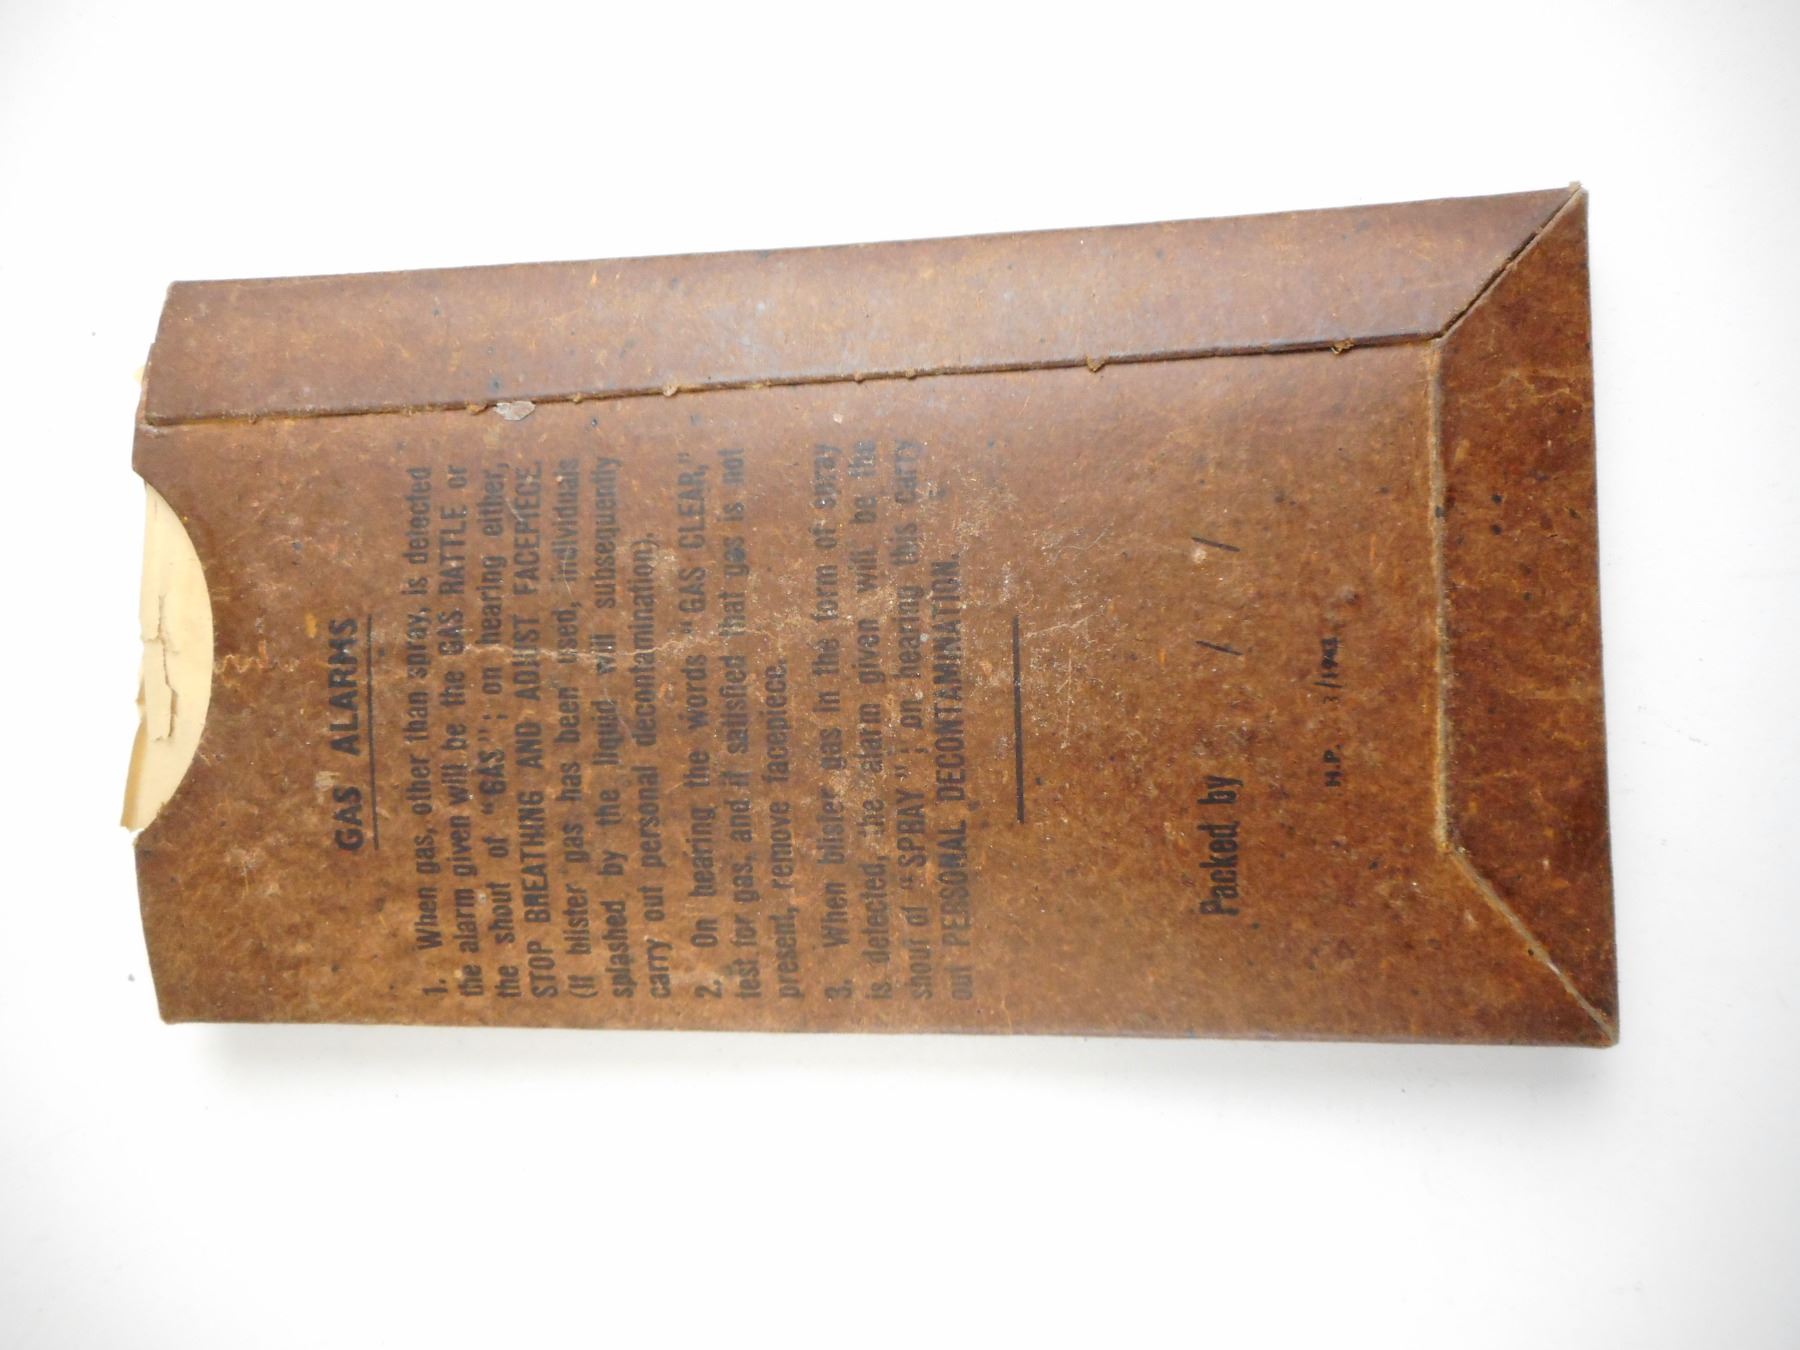 GAS ALARMS
1. When gas, other than spray, is detected
the alarm given will be the GAS RATTLE or
the shout of "GAS"; on hearing either,
STOP BREATHING AND ADJUST FACEPIECE
(If blister gas has been used, individuals
splashed by the liquid will subsequently
carry out personal decontamination).
2. On hearing the words "GAS CLEAR,"
test for gas, and if satisfied that gas is not
present, remove facepiece.
3. When blister gas in the form of spray
is detected, the alarm given will be the
shout of "SPRAY"; on hearing this carry
out PERSONAL DECONTAMINATION.
Packed by / /
H.P. 3/1943